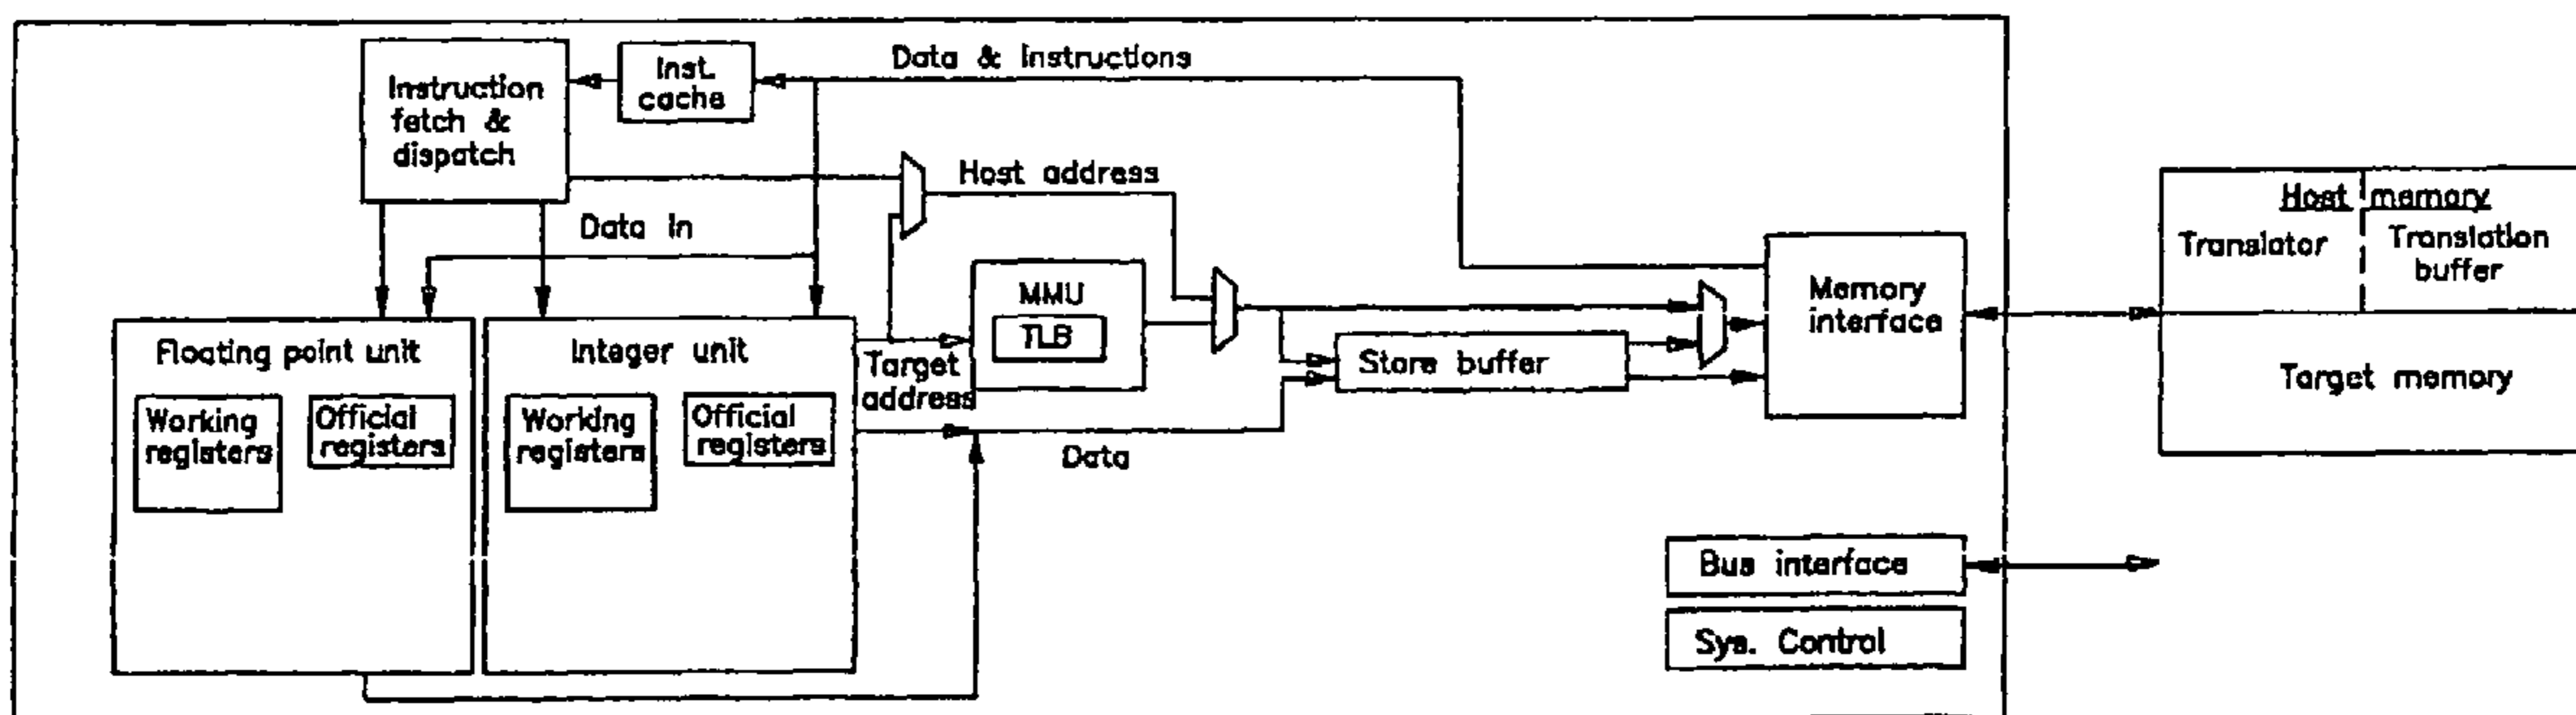 Instruction
fetch &
dispatch
Inst.
cache
Data & Instructions
Host address
Data in
Floating point unit
Working
registers
Official
registers
Integer unit
Working
registers
Official
registers
Target
address
MMU
TLB
Data
Store buffer
Memory
interface
Host memory
Translator
Translation
buffer
Target memory
Bus interface
Sys. Control